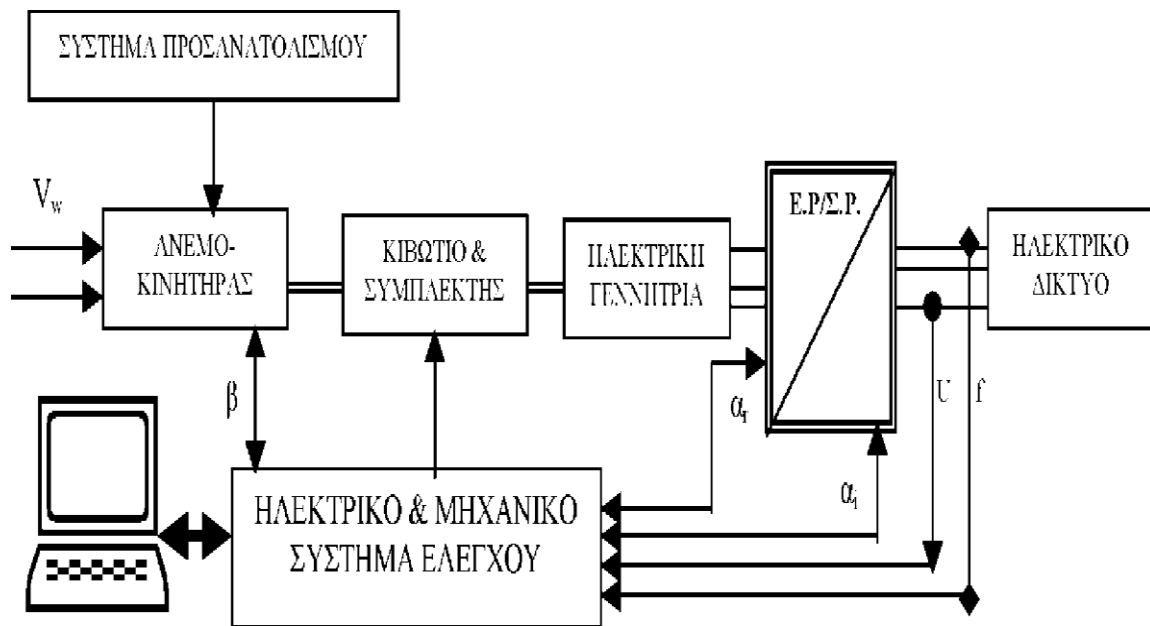 ΣΥΣΤΗΜΑ ΠΡΟΣΑΝΑΤΟΛΙΣΜΟΥ
V_w
ΑΝΕΜΟ-
ΚΙΝΗΤΗΡΑΣ
ΚΙΒΩΤΙΟ &
ΣΥΜΠΛΕΚΤΗΣ
ΗΛΕΚΤΡΙΚΗ
ΓΕΝΝΗΤΡΙΑ
Ε.Ρ/Σ.Ρ.
ΗΛΕΚΤΡΙΚΟ
ΔΙΚΤΥΟ
β
α_r
U f
α_i
ΗΛΕΚΤΡΙΚΟ & ΜΗΧΑΝΙΚΟ
ΣΥΣΤΗΜΑ ΕΛΕΓΧΟΥ